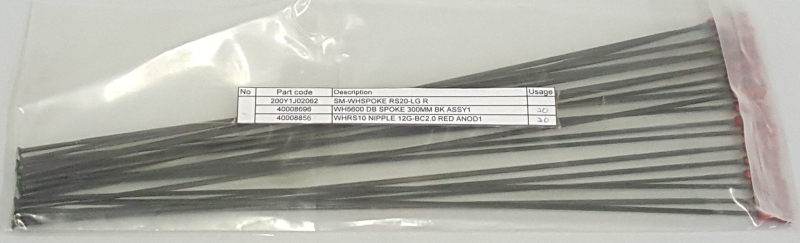 No Part code Description Usage
200Y1J02062 SM-WHSPOKE RS20-LG R
40008696 WH5600 DB SPOKE 300MM BK ASSY1 20
40008856 WHRS10 NIPPLE 12G-BC2.0 RED ANOD1 20